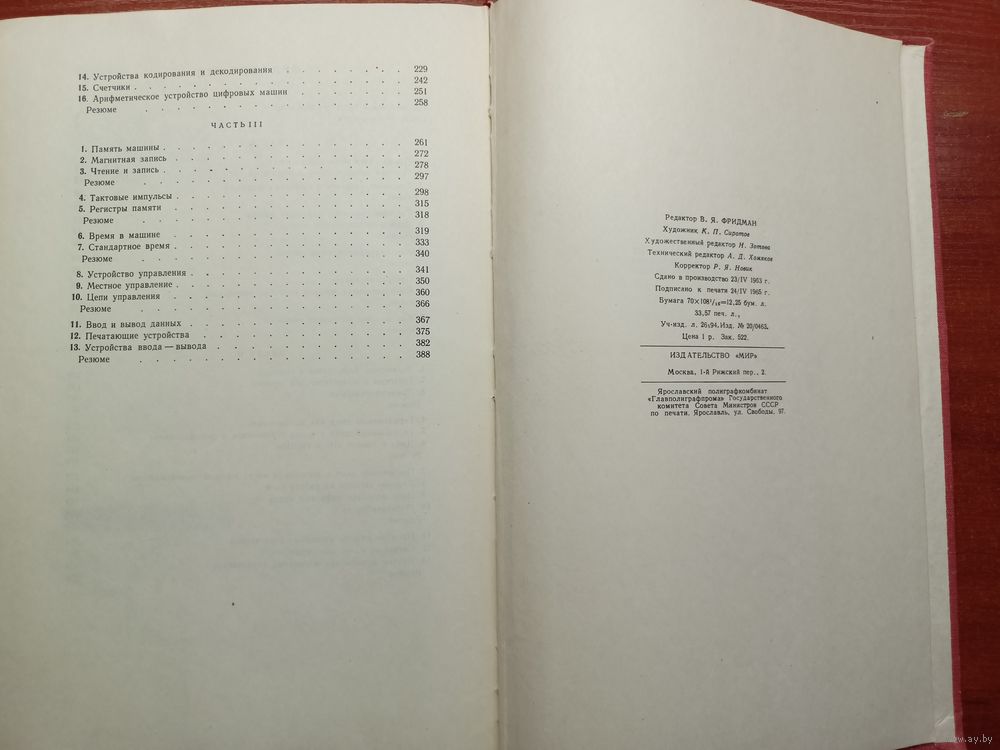 14. Устройства кодирования и декодирования . . . . . . . 229
15. Счетчики . . . . . . . . . . . . . . . . 242
16. Арифметическое устройство цифровых машин . . . . . . 251
Резюме . . . . . . . . . . . . . . . . 258
ЧАСТЬ III
1. Память машины . . . . . . . . . . . . . . 261
2. Магнитная запись . . . . . . . . . . . . . . 272
3. Чтение и запись . . . . . . . . . . . . . . 278
Резюме . . . . . . . . . . . . . . 297
4. Тактовые импульсы . . . . . . . . . . . . . 298
5. Регистры памяти . . . . . . . . . . . . . . 315
Резюме . . . . . . . . . . . . . . 318
6. Время в машине . . . . . . . . . . . . . . 319
7. Стандартное время . . . . . . . . . . . . . 333
Резюме . . . . . . . . . . . . . . 340
8. Устройство управления . . . . . . . . . . . . 341
9. Местное управление . . . . . . . . . . . . . 350
10. Цепи управления . . . . . . . . . . . . . . 360
Резюме . . . . . . . . . . . . . . 366
11. Ввод и вывод данных . . . . . . . . . . . . 367
12. Печатающие устройства . . . . . . . . . . . . 375
13. Устройства ввода — вывода . . . . . . . . . . . 382
Резюме . . . . . . . . . . . . . . 388
Редактор В. Я. ФРИДМАН
Художник К. П. Сиротов
Художественный редактор Н. Зотова
Технический редактор А. Д. Хомяков
Корректор Р. Я. Новик
Сдано в производство 23/IV 1963 г.
Подписано к печати 24/IV 1965 г.
Бумага 70×108¹/₁₆=12,25 бум. л.
33,57 печ. л.,
Уч-изд. л. 26,94. Изд. № 20/0463.
Цена 1 р. Зак. 522.
ИЗДАТЕЛЬСТВО «МИР»
Москва, 1-й Рижский пер., 2.
Ярославский полиграфкомбинат
«Главполиграфпрома» Государственного
комитета Совета Министров СССР
по печати. Ярославль, ул. Свободы, 97.
www.ay.by